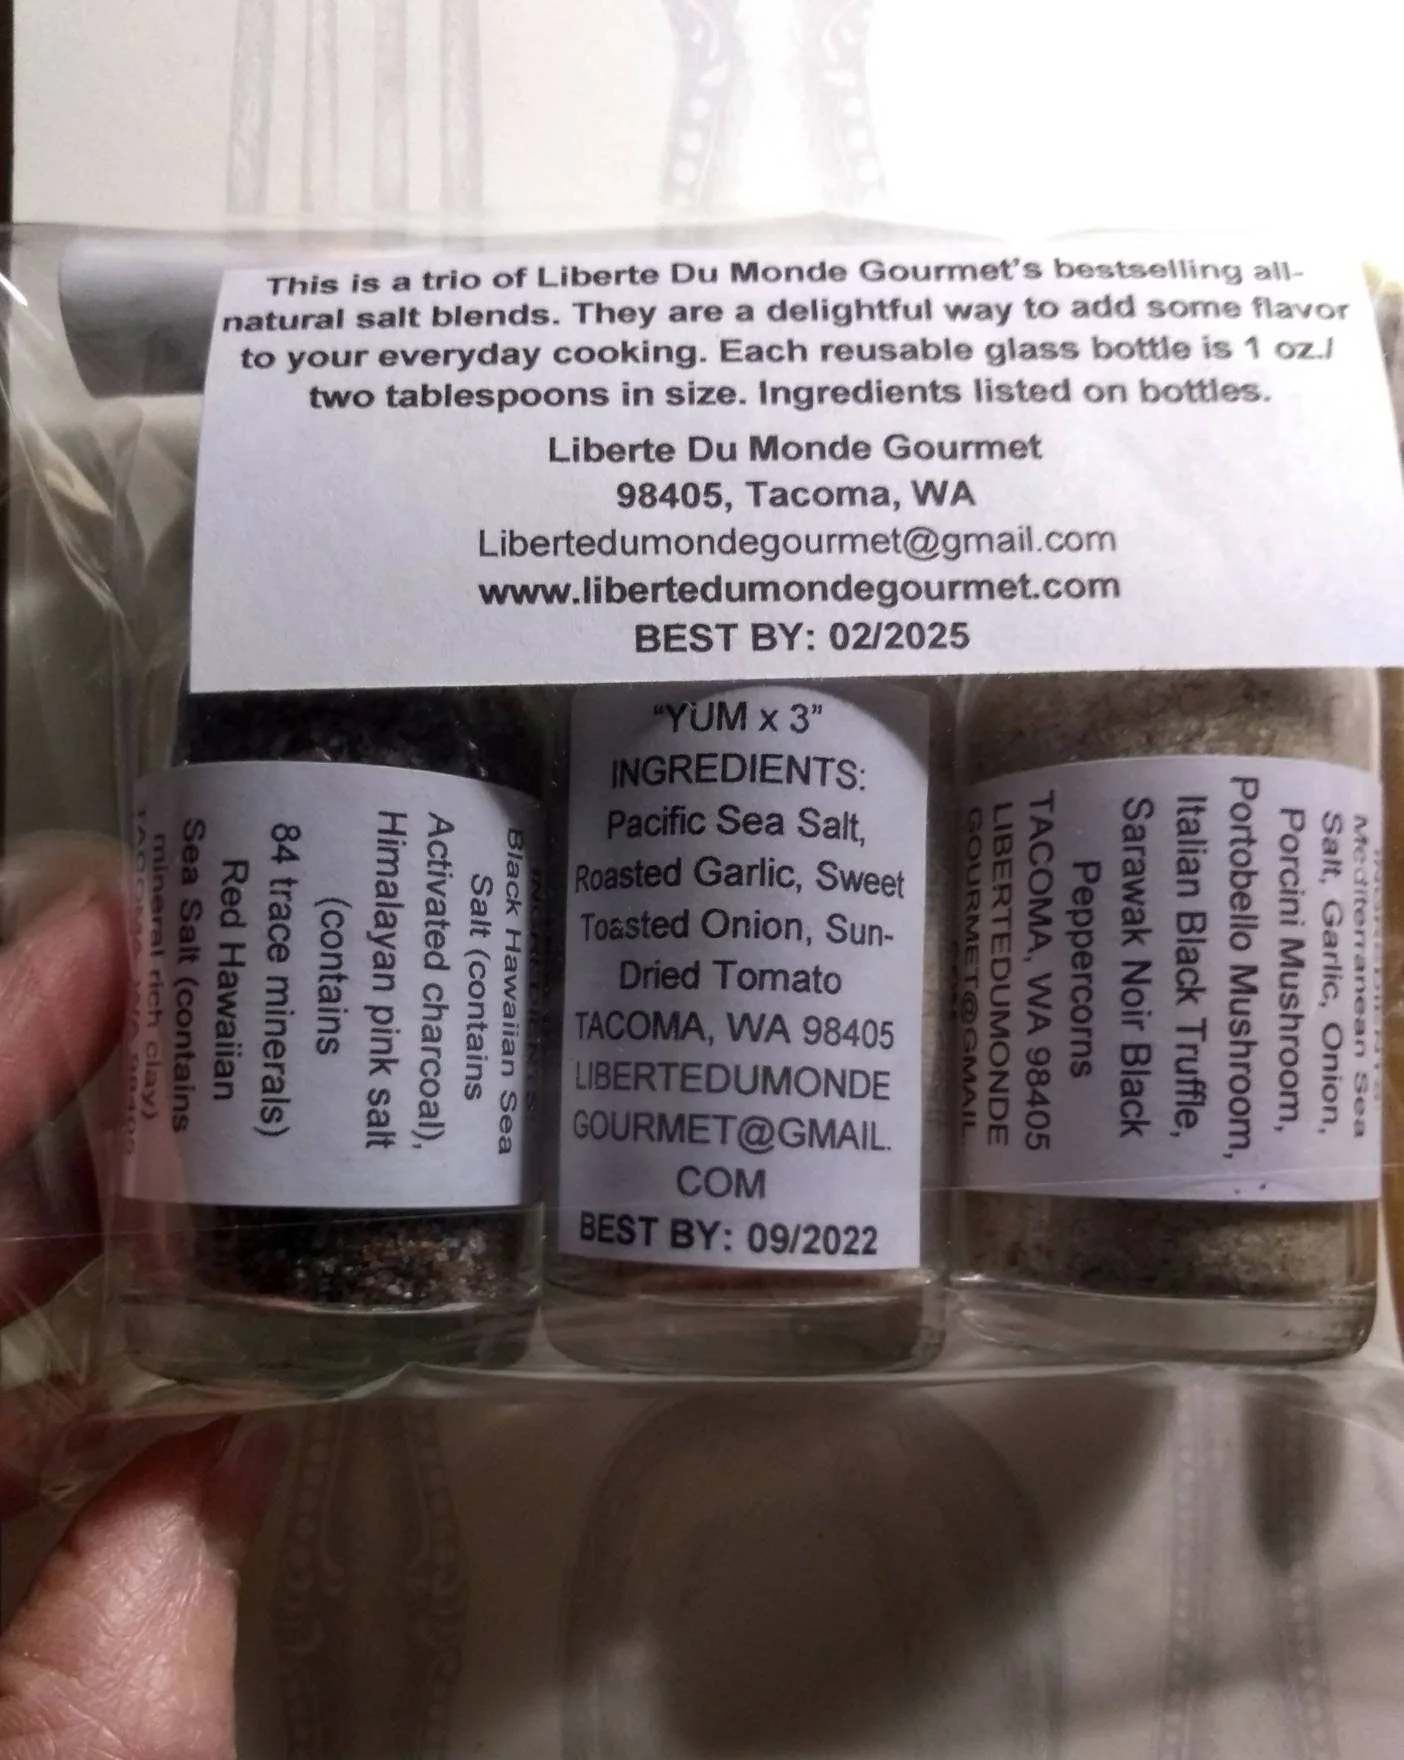 This is a trio of Liberte Du Monde Gourmet's bestselling all-
natural salt blends. They are a delightful way to add some flavor
to your everyday cooking. Each reusable glass bottle is 1 oz./
two tablespoons in size. Ingredients listed on bottles.
Liberte Du Monde Gourmet
98405, Tacoma, WA
Libertedumondegourmet@gmail.com
www.libertedumondegourmet.com
BEST BY: 02/2025
Black Hawaiian Sea
Salt (contains
Activated charcoal),
Himalayan pink salt
(contains
84 trace minerals)
Red Hawaiian
Sea Salt (contains
mineral rich clay)
"YUM x 3"
INGREDIENTS:
Pacific Sea Salt,
Roasted Garlic, Sweet
Toasted Onion, Sun-
Dried Tomato
TACOMA, WA 98405
LIBERTEDUMONDE
GOURMET@GMAIL.
COM
BEST BY: 09/2022
Mediterranean Sea
Salt, Garlic, Onion,
Porcini Mushroom,
Portobello Mushroom,
Italian Black Truffle,
Sarawak Noir Black
Peppercorns
TACOMA, WA 98405
LIBERTEDUMONDE
GOURMET@GMAIL.